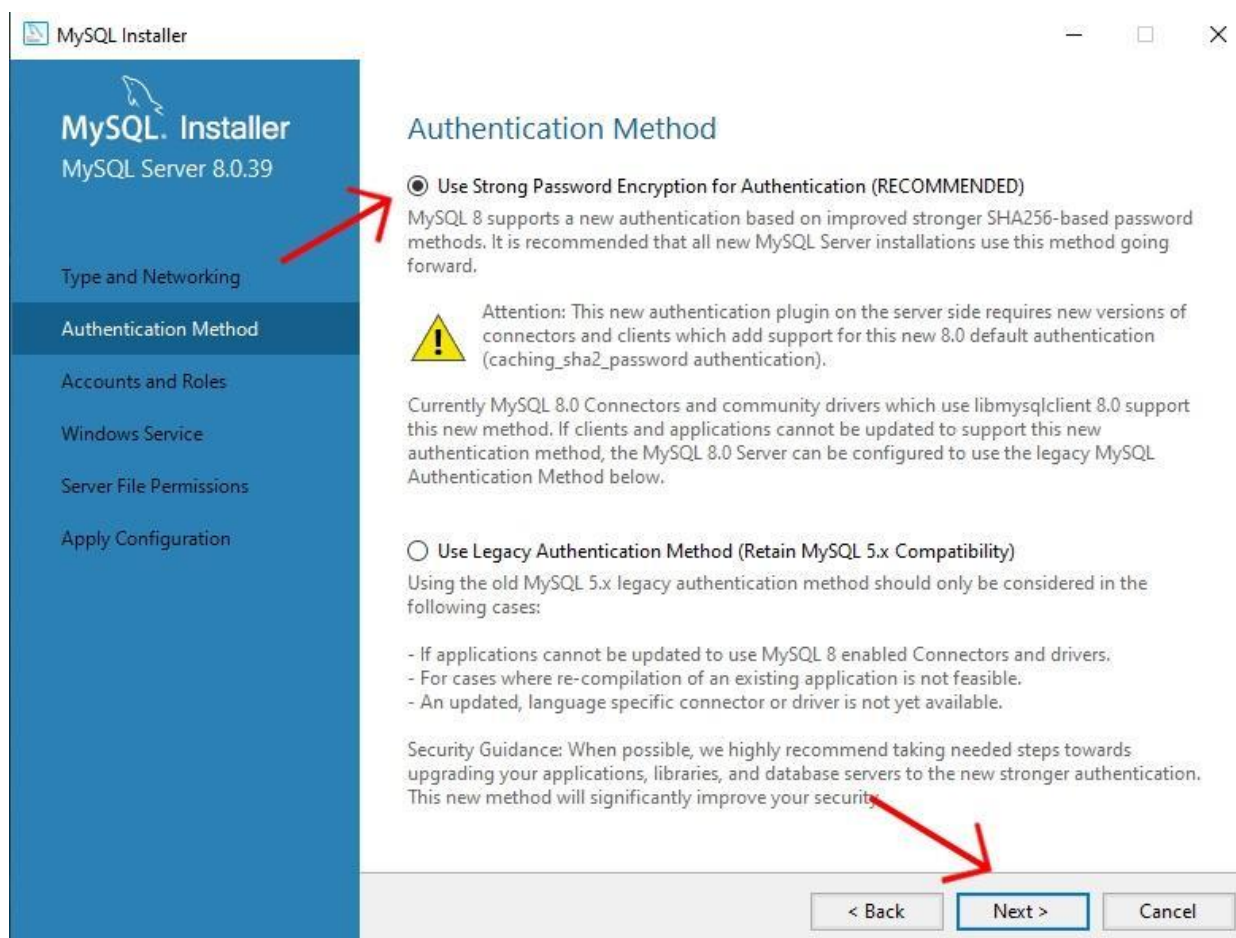 MySQL Installer
MySQL. Installer
MySQL Server 8.0.39
Type and Networking
Authentication Method
Accounts and Roles
Windows Service
Server File Permissions
Apply Configuration
Authentication Method
Use Strong Password Encryption for Authentication (RECOMMENDED)
MySQL 8 supports a new authentication based on improved stronger SHA256-based password
methods. It is recommended that all new MySQL Server installations use this method going
forward.
Attention: This new authentication plugin on the server side requires new versions of
connectors and clients which add support for this new 8.0 default authentication
(caching_sha2_password authentication).
Currently MySQL 8.0 Connectors and community drivers which use libmysqlclient 8.0 support
this new method. If clients and applications cannot be updated to support this new
authentication method, the MySQL 8.0 Server can be configured to use the legacy MySQL
Authentication Method below.
Use Legacy Authentication Method (Retain MySQL 5.x Compatibility)
Using the old MySQL 5.x legacy authentication method should only be considered in the
following cases:
- If applications cannot be updated to use MySQL 8 enabled Connectors and drivers.
- For cases where re-compilation of an existing application is not feasible.
- An updated, language specific connector or driver is not yet available.
Security Guidance: When possible, we highly recommend taking needed steps towards
upgrading your applications, libraries, and database servers to the new stronger authentication.
This new method will significantly improve your security.
< Back
Next >
Cancel